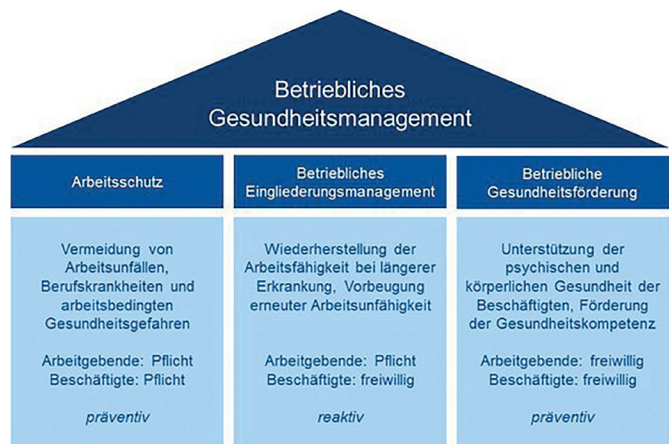 Betriebliches
Gesundheitsmanagement
Arbeitsschutz
Vermeidung von
Arbeitsunfällen,
Berufskrankheiten und
arbeitsbedingten
Gesundheitsgefahren
Arbeitgebende: Pflicht
Beschäftigte: Pflicht
präventiv
Betriebliches
Eingliederungsmanagement
Wiederherstellung der
Arbeitsfähigkeit bei längerer
Erkrankung, Vorbeugung
erneuter Arbeitsunfähigkeit
Arbeitgebende: Pflicht
Beschäftigte: freiwillig
reaktiv
Betriebliche
Gesundheitsförderung
Unterstützung der
psychischen und
körperlichen Gesundheit der
Beschäftigten, Förderung
der Gesundheitskompetenz
Arbeitgebende: freiwillig
Beschäftigte: freiwillig
präventiv